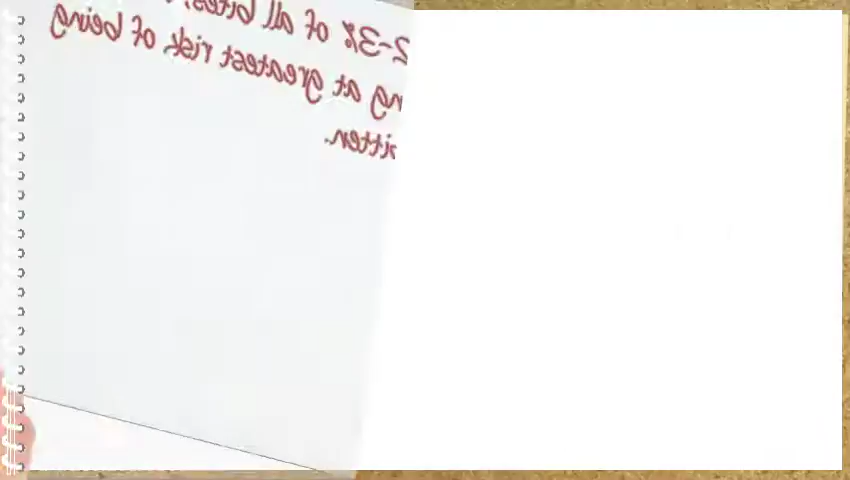 2-3% of all bites,
at greatest risk of being